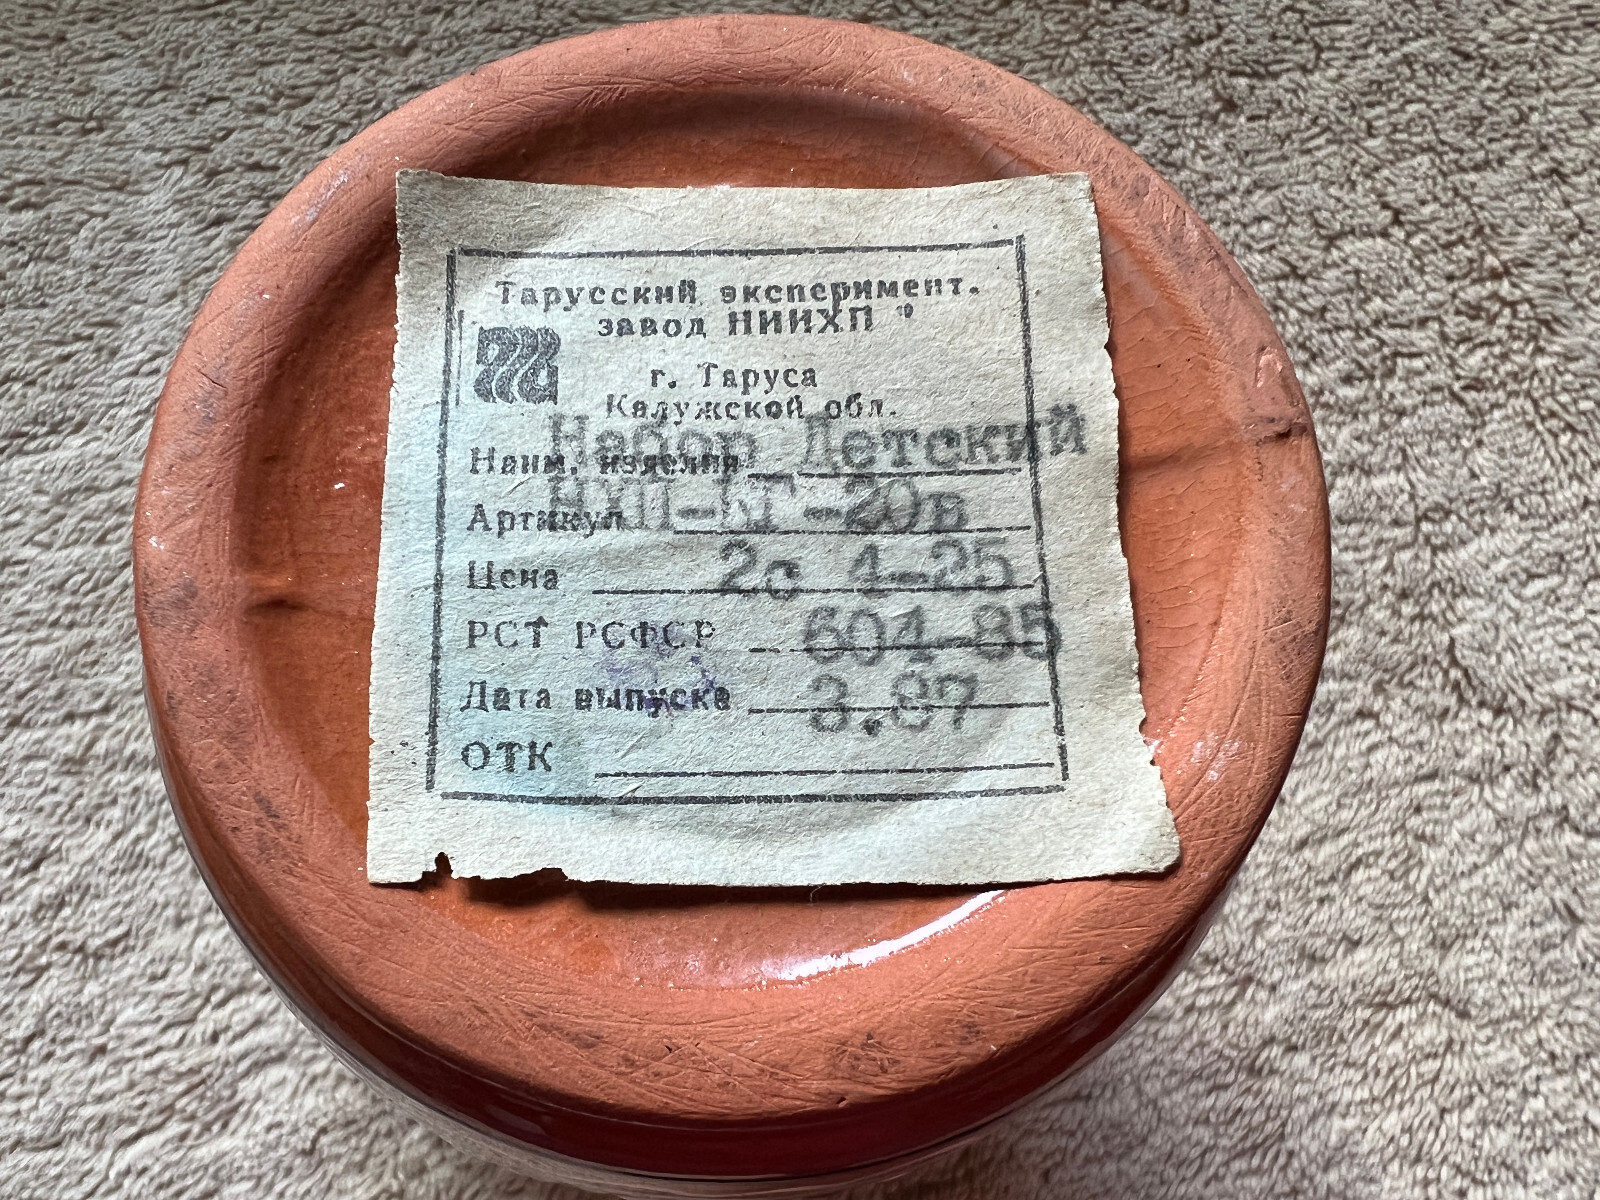 Тарусский эксперимент.
завод НИИХП "
г. Таруса
Калужской обл.
Наим. изделия Набор Детский
Артикул -20в
Цена 2с 4-25
РСТ РСФСР 604-85
Дата выпуска 3.87
ОТК